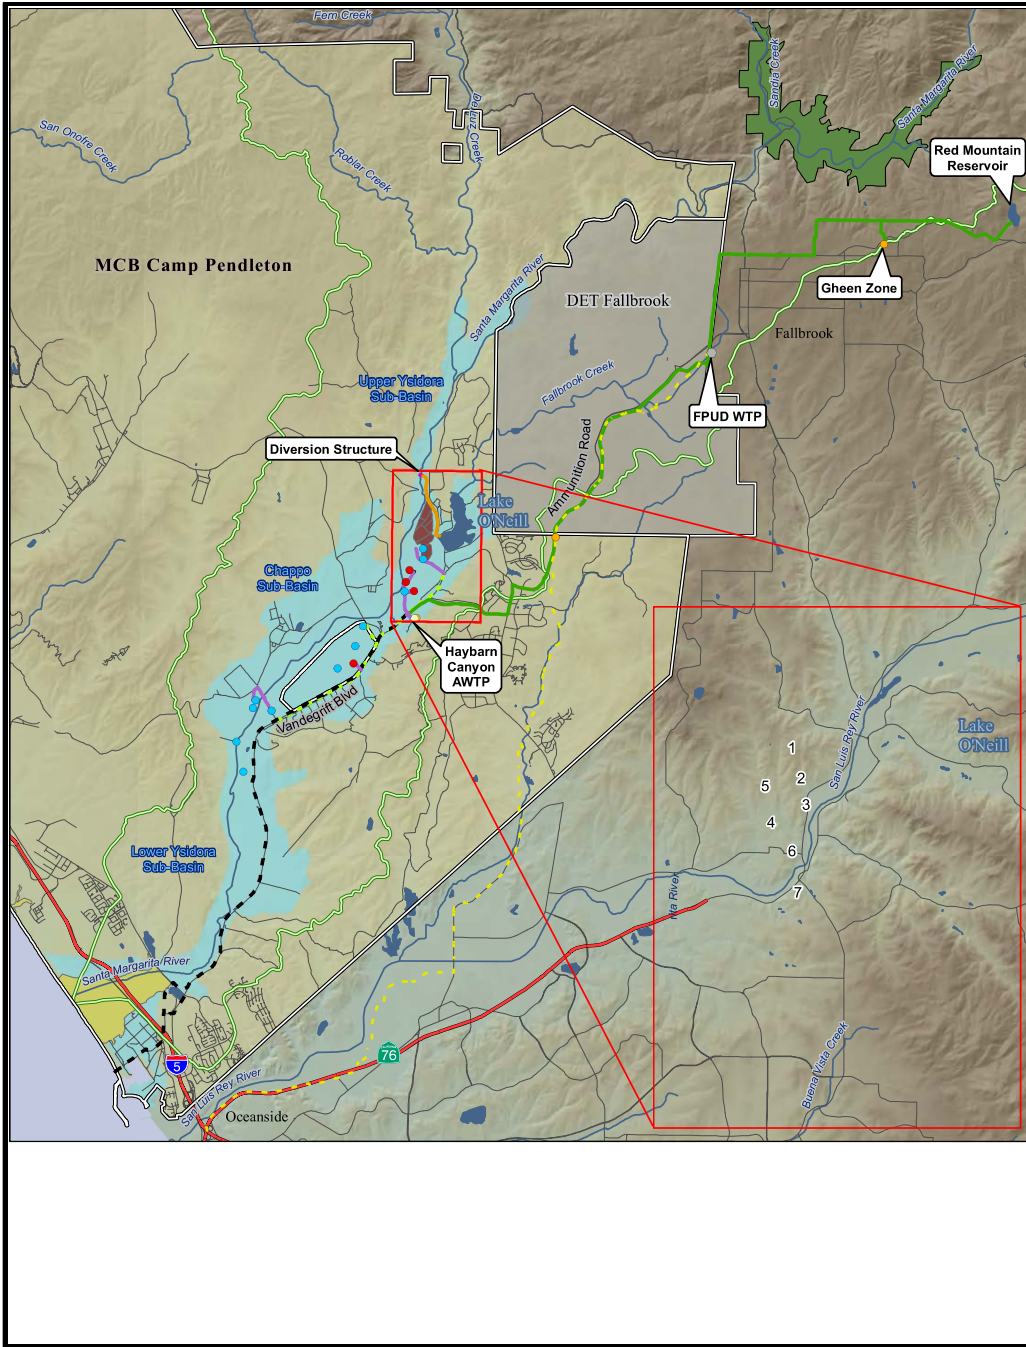 Fern Creek
De Luz Creek
Sandia Creek
Santa Margarita River
San Onofre Creek
Roblar Creek
Red Mountain
Reservoir
MCB Camp Pendleton
Santa Margarita River
DET Fallbrook
Gheen Zone
Fallbrook
Upper Ysidora
Sub-Basin
Fallbrook Creek
FPUD WTP
Diversion Structure
Ammunition Road
Lake
O'Neill
Chappo
Sub-Basin
Haybarn
Canyon
AWTP
Vandegrift Blvd
San Luis Rey River
Lake
O'Neill
1
2
5
3
4
6
7
Lower Ysidora
Sub-Basin
River
Santa Margarita River
76
5
Buena Vista Creek
San Luis Rey River
Oceanside